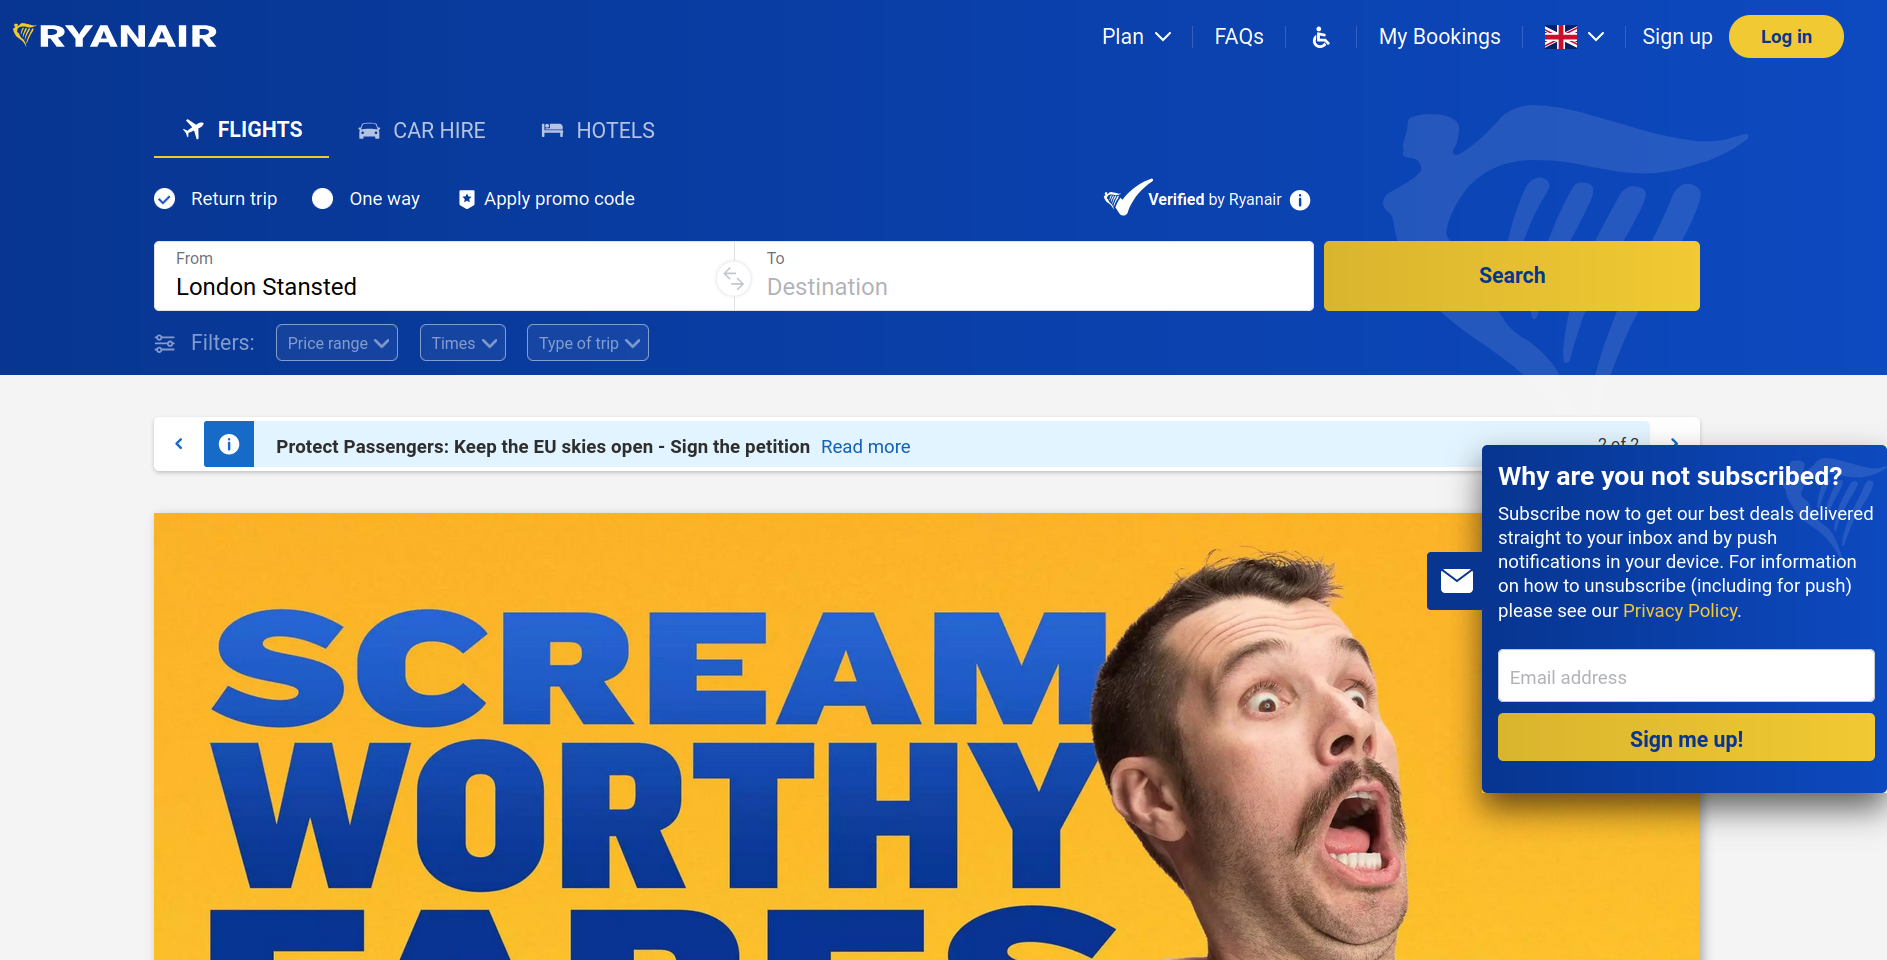 RYANAIR
Plan
FAQs
My Bookings
Sign up
Log in
FLIGHTS
CAR HIRE
HOTELS
Return trip
One way
Apply promo code
Verified by Ryanair
From
London Stansted
To
Destination
Search
Filters:
Price range
Times
Type of trip
Protect Passengers: Keep the EU skies open - Sign the petition Read more
2 of 2
Why are you not subscribed?
Subscribe now to get our best deals delivered
straight to your inbox and by push
notifications in your device. For information
on how to unsubscribe (including for push)
please see our Privacy Policy.
Email address
Sign me up!
SCREAM
WORTHY
FARES